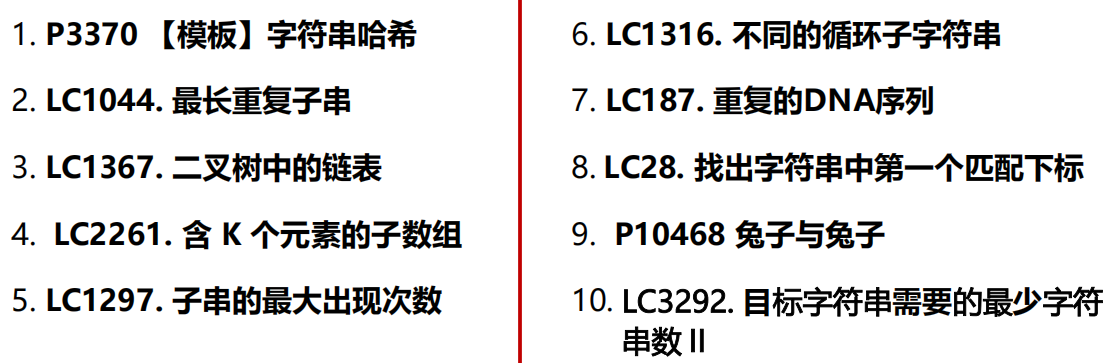 1. P3370 【模板】字符串哈希
2. LC1044. 最长重复子串
3. LC1367. 二叉树中的链表
4. LC2261. 含 K 个元素的子数组
5. LC1297. 子串的最大出现次数
6. LC1316. 不同的循环子字符串
7. LC187. 重复的DNA序列
8. LC28. 找出字符串中第一个匹配下标
9. P10468 兔子与兔子
10. LC3292. 目标字符串需要的最少字符
串数 II